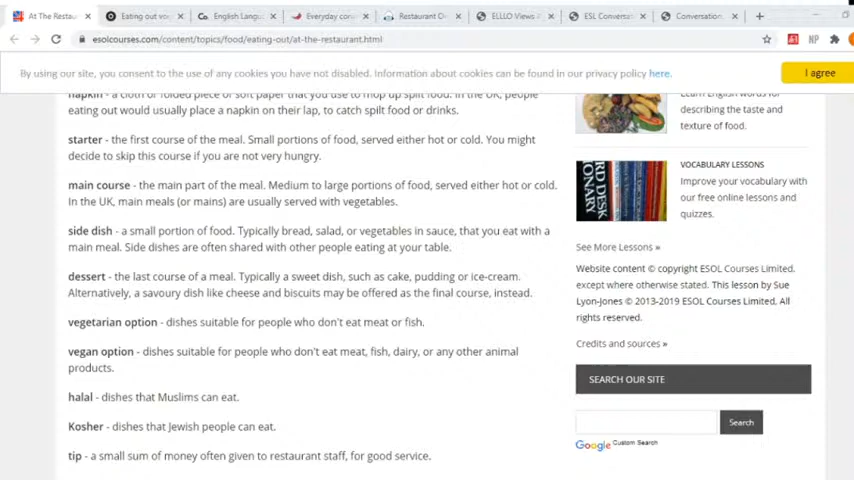 At The Rest
Eating out voc
English Langu
Everyday con
Restaurant D
ELLLO Views
ESL Conversat
Conversation
esolcourses.com/content/topics/food/eating-out/at-the-restaurant.html
By using our site, you consent to the use of any cookies you have not disabled. Information about cookies can be found in our privacy policy here.
I agree
napkin - a cloth or folded piece of soft paper that you use to mop up spilt food. In the UK, people
eating out would usually place a napkin on their lap, to catch spilt food or drinks.
starter - the first course of the meal. Small portions of food, served either hot or cold. You might
decide to skip this course if you are not very hungry.
main course - the main part of the meal. Medium to large portions of food, served either hot or cold.
In the UK, main meals (or mains) are usually served with vegetables.
side dish - a small portion of food. Typically bread, salad, or vegetables in sauce, that you eat with a
main meal. Side dishes are often shared with other people eating at your table.
dessert - the last course of a meal. Typically a sweet dish, such as cake, pudding or ice-cream.
Alternatively, a savoury dish like cheese and biscuits may be offered as the final course, instead.
vegetarian option - dishes suitable for people who don't eat meat or fish.
vegan option - dishes suitable for people who don't eat meat, fish, dairy, or any other animal
products.
halal - dishes that Muslims can eat.
Kosher - dishes that Jewish people can eat.
tip - a small sum of money often given to restaurant staff, for good service.
Learn English words for
describing the taste and
texture of food.
VOCABULARY LESSONS
Improve your vocabulary with
our free online lessons and
quizzes.
See More Lessons »
Website content © copyright ESOL Courses Limited.
except where otherwise stated. This lesson by Sue
Lyon-Jones © 2013-2019 ESOL Courses Limited, All
rights reserved.
Credits and sources »
SEARCH OUR SITE
Search
Google Custom Search